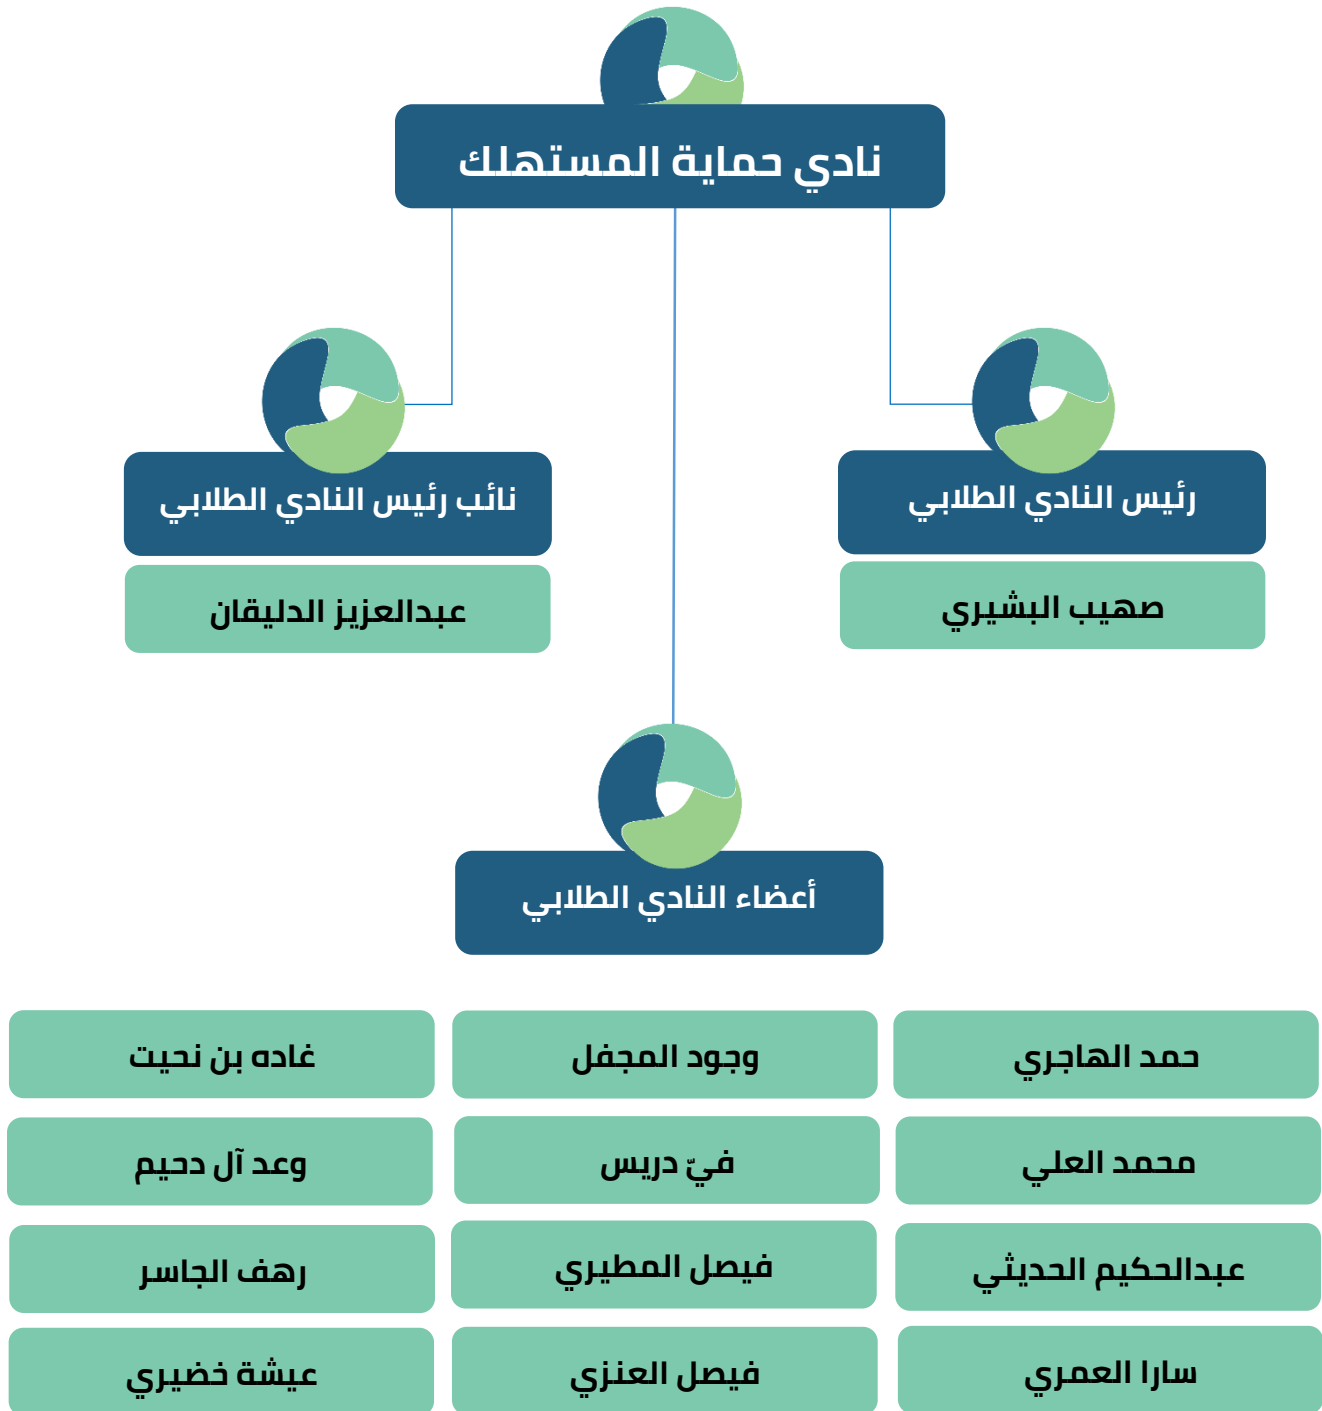 نادي حماية المستهلك
رئيس النادي الطلابي
صهيب البشيري
نائب رئيس النادي الطلابي
عبدالعزيز الدليقان
أعضاء النادي الطلابي
حمد الهاجري
وجود المجفل
غاده بن نحيت
محمد العلي
فيّ دريس
وعد آل دحيم
عبدالحكيم الحديثي
فيصل المطيري
رهف الجاسر
سارا العمري
فيصل العنزي
عيشة خضيري